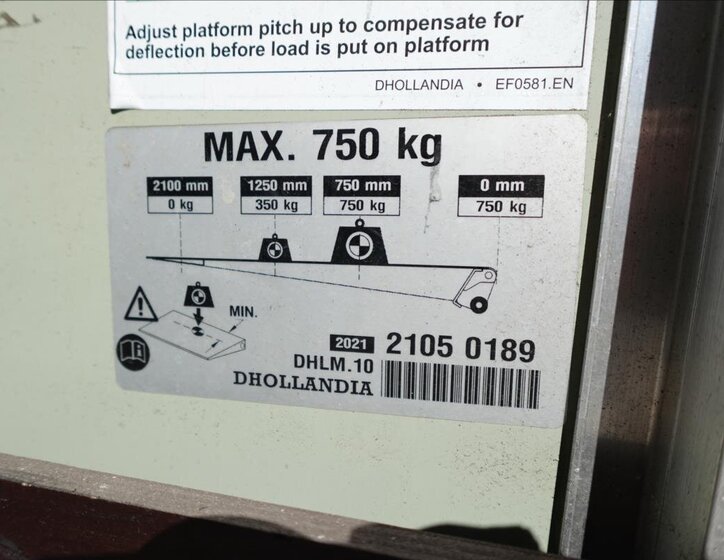 Adjust platform pitch up to compensate for
deflection before load is put on platform
DHOLLANDIA • EF0581.EN
MAX. 750 kg
2100 mm 1250 mm 750 mm 0 mm
0 kg 350 kg 750 kg 750 kg
MIN.
2021 2105 0189
DHLM.10
DHOLLANDIA